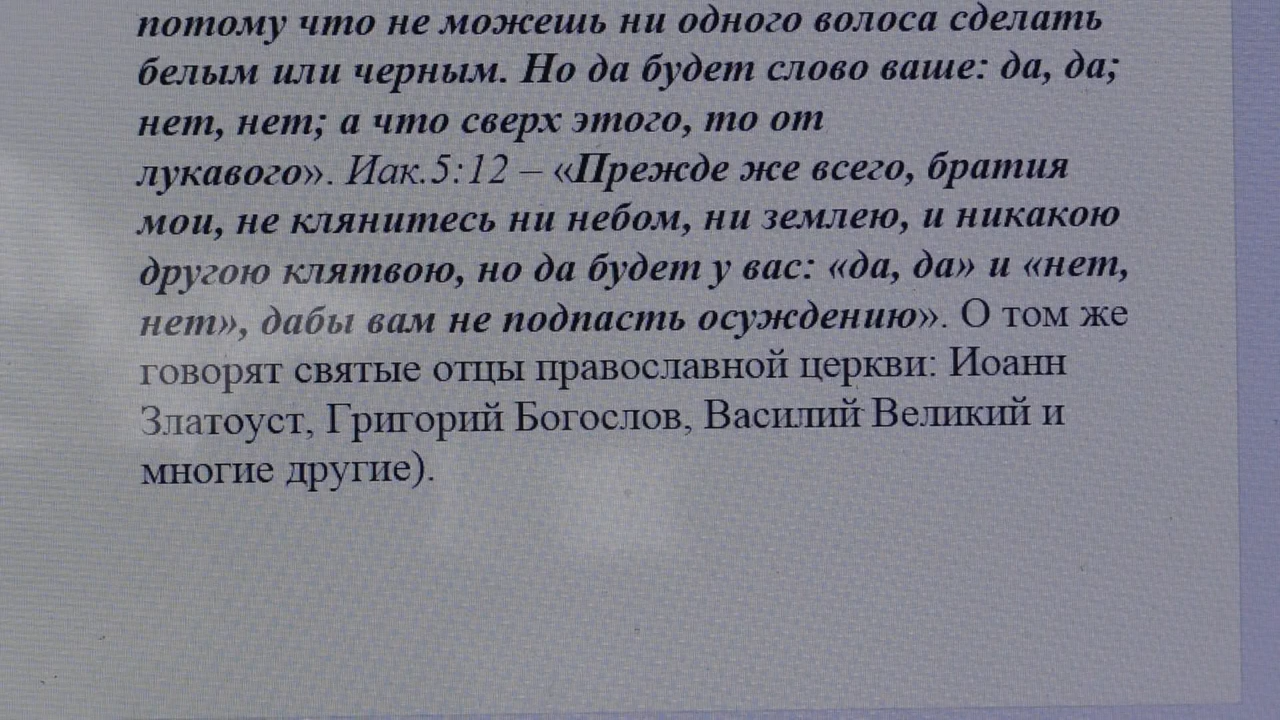 потому что не можешь ни одного волоса сделать
белым или черным. Но да будет слово ваше: да, да;
нет, нет; а что сверх этого, то от
лукавого». Иак.5:12 – «Прежде же всего, братия
мои, не клянитесь ни небом, ни землею, и никакою
другою клятвою, но да будет у вас: «да, да» и «нет,
нет», дабы вам не подпасть осуждению». О том же
говорят святые отцы православной церкви: Иоанн
Златоуст, Григорий Богослов, Василий Великий и
многие другие).